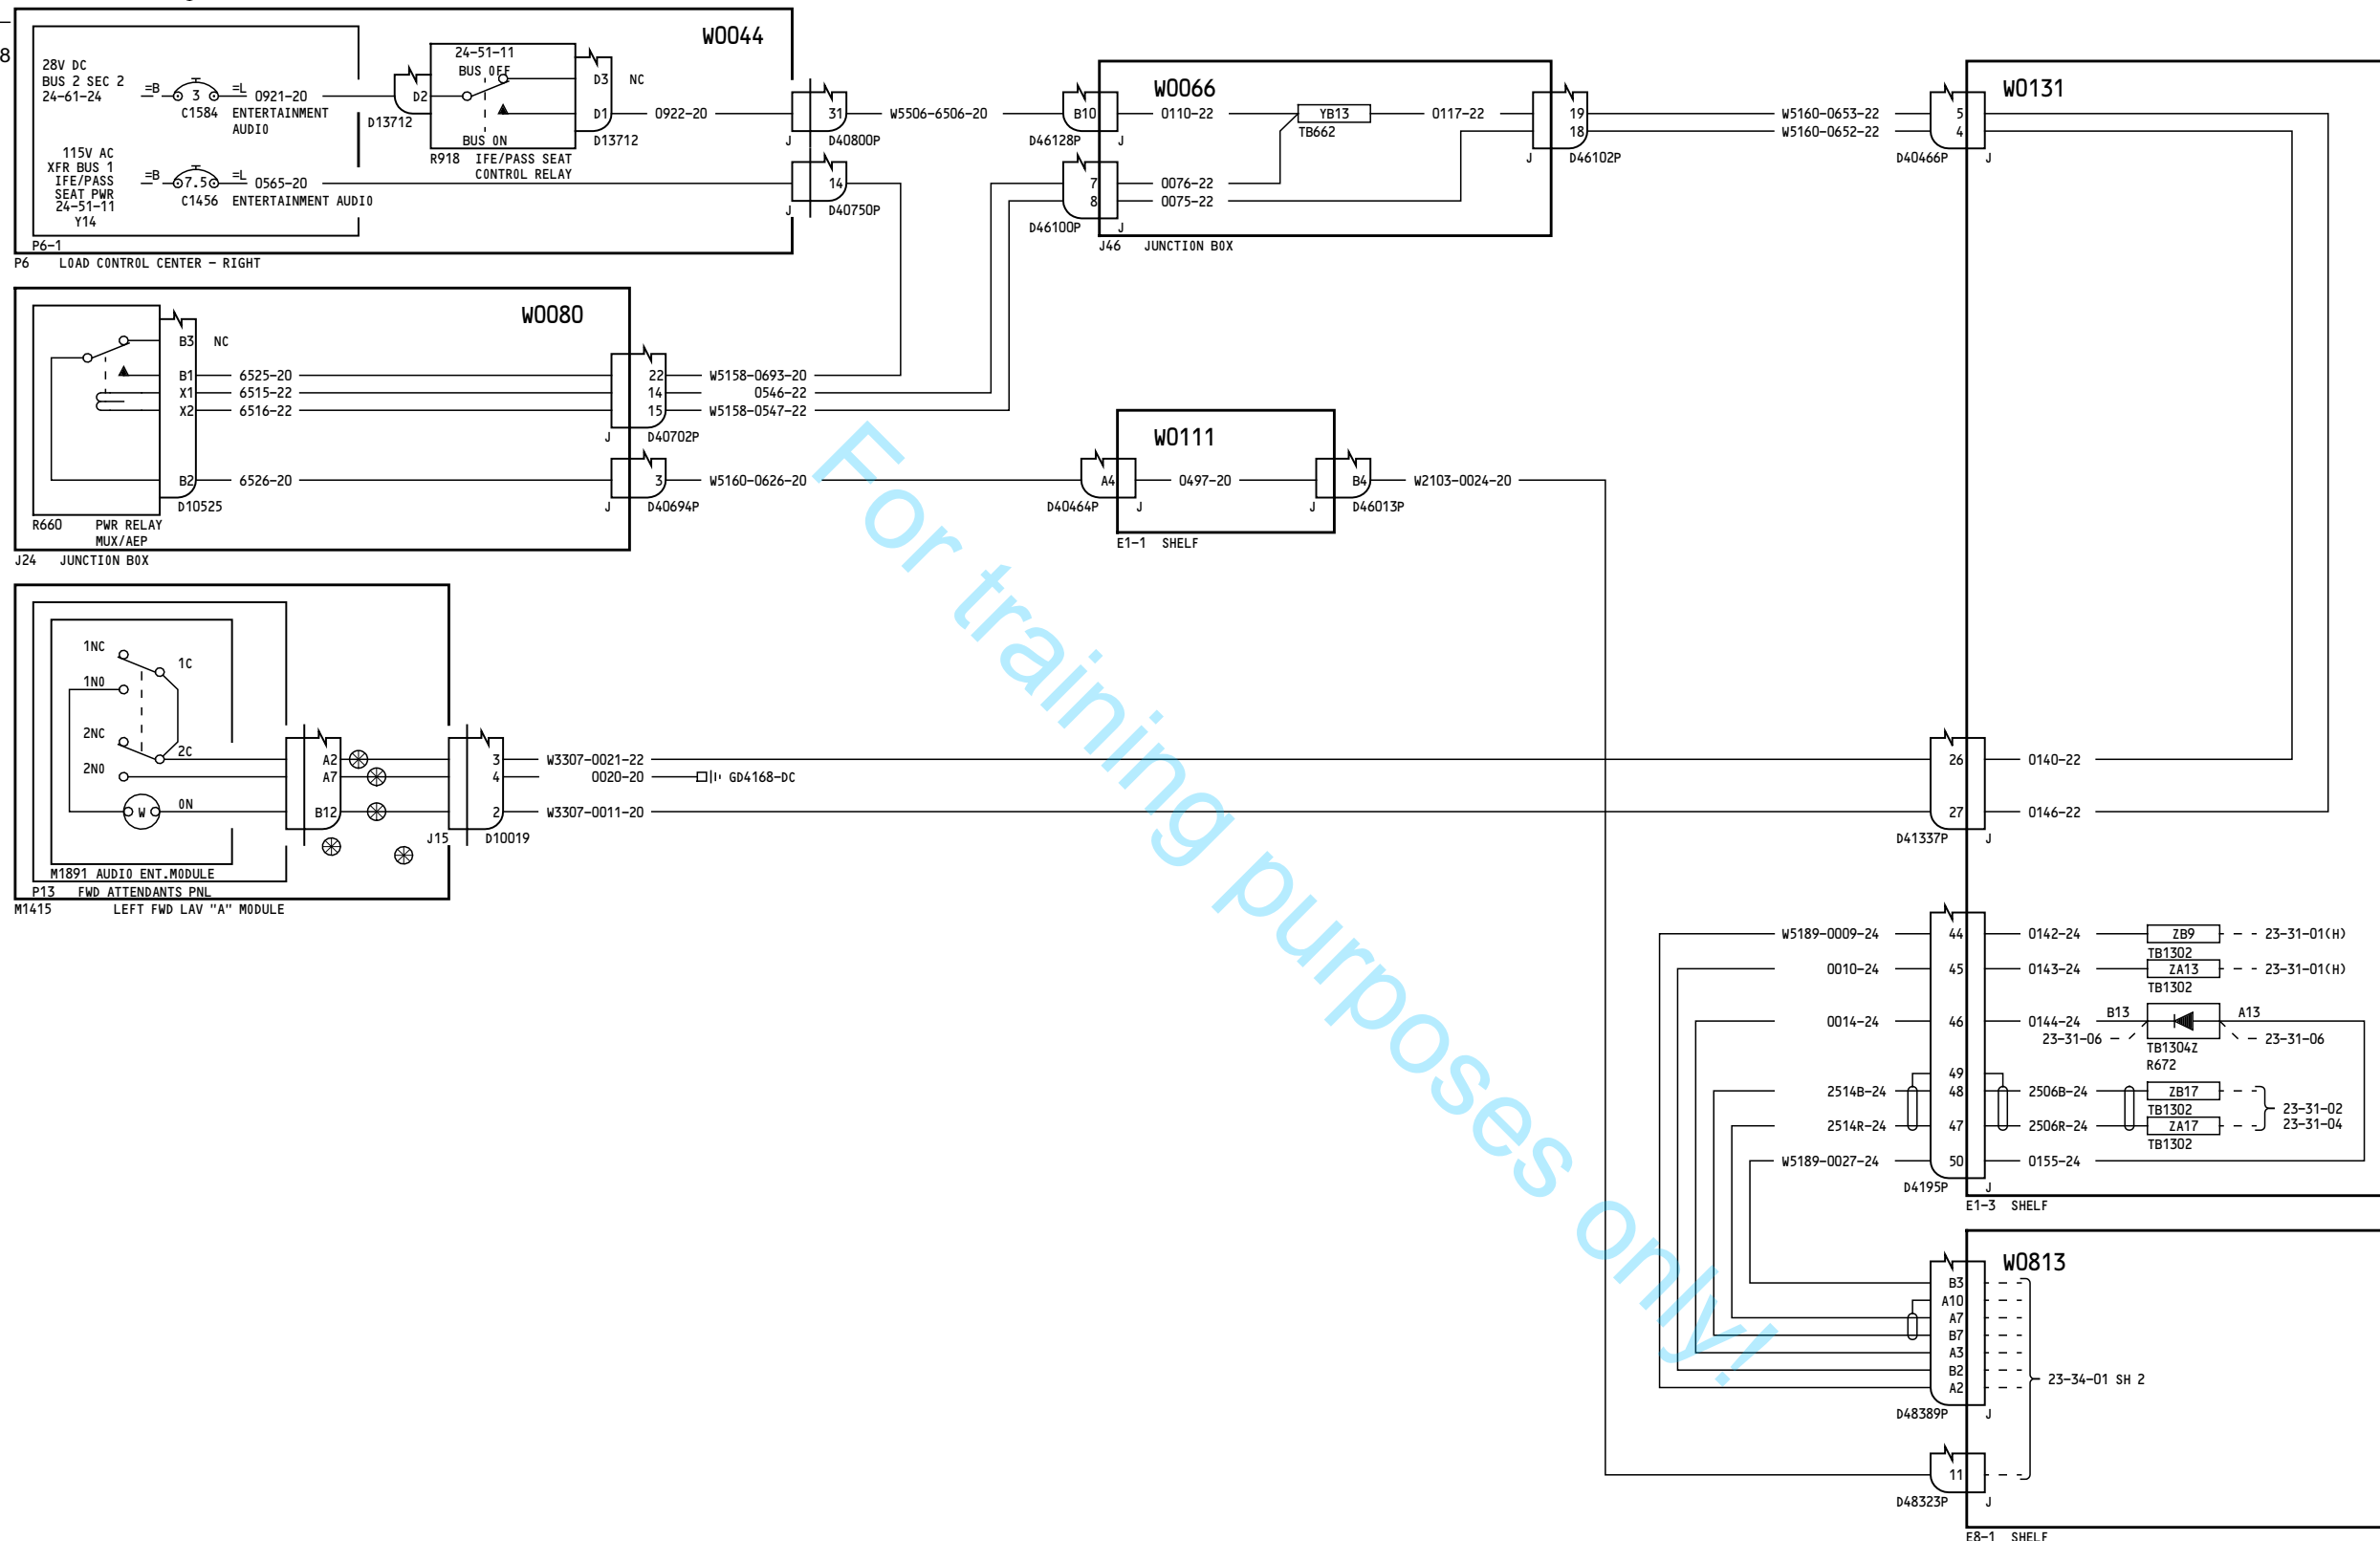 8
W0044
28V DC
BUS 2 SEC 2
24-61-24
=B
3
=L
0921-20
C1584
ENTERTAINMENT
AUDIO
D2
D13712
24-51-11
BUS OFF
BUS ON
R918 IFE/PASS SEAT
CONTROL RELAY
D3
NC
D1
D13712
0922-20
31
J
D40800P
W5506-6506-20
115V AC
XFR BUS 1
IFE/PASS
SEAT PWR
24-51-11
Y14
=B
7.5
=L
0565-20
C1456
ENTERTAINMENT AUDIO
14
J
D40750P
P6-1
P6 LOAD CONTROL CENTER - RIGHT
W0066
B10
D46128P
J
0110-22
YB13
TB662
0117-22
7
8
D46100P
J
0076-22
0075-22
J46 JUNCTION BOX
19
18
J
D46102P
W5160-0653-22
W5160-0652-22
W0131
5
4
D40466P
J
W0080
B3
NC
B1
6525-20
X1
6515-22
X2
6516-22
B2
6526-20
D10525
R660 PWR RELAY
MUX/AEP
J24 JUNCTION BOX
22
W5158-0693-20
14
0546-22
15
W5158-0547-22
J
D40702P
3
W5160-0626-20
J
D40694P
W0111
A4
D40464P
J
0497-20
B4
J
D46013P
W2103-0024-20
E1-1 SHELF
1NC
1C
1NO
2NC
2C
2NO
W
ON
A2
A7
B12
J15
3
4
2
D10019
W3307-0021-22
0020-20
GD4168-DC
W3307-0011-20
M1891 AUDIO ENT.MODULE
P13 FWD ATTENDANTS PNL
M1415 LEFT FWD LAV "A" MODULE
26
0140-22
27
0146-22
D41337P
J
W5189-0009-24
44
0142-24
ZB9
23-31-01(H)
TB1302
0010-24
45
0143-24
ZA13
23-31-01(H)
TB1302
0014-24
46
0144-24
B13
A13
23-31-06
23-31-06
TB1304Z
R672
49
2514B-24
48
2506B-24
ZB17
TB1302
23-31-02
23-31-04
2514R-24
47
2506R-24
ZA17
TB1302
W5189-0027-24
50
0155-24
D4195P
J
E1-3 SHELF
W0813
B3
A10
A7
B7
A3
B2
A2
D48389P
J
23-34-01 SH 2
11
D48323P
J
E8-1 SHELF
For training purposes only!